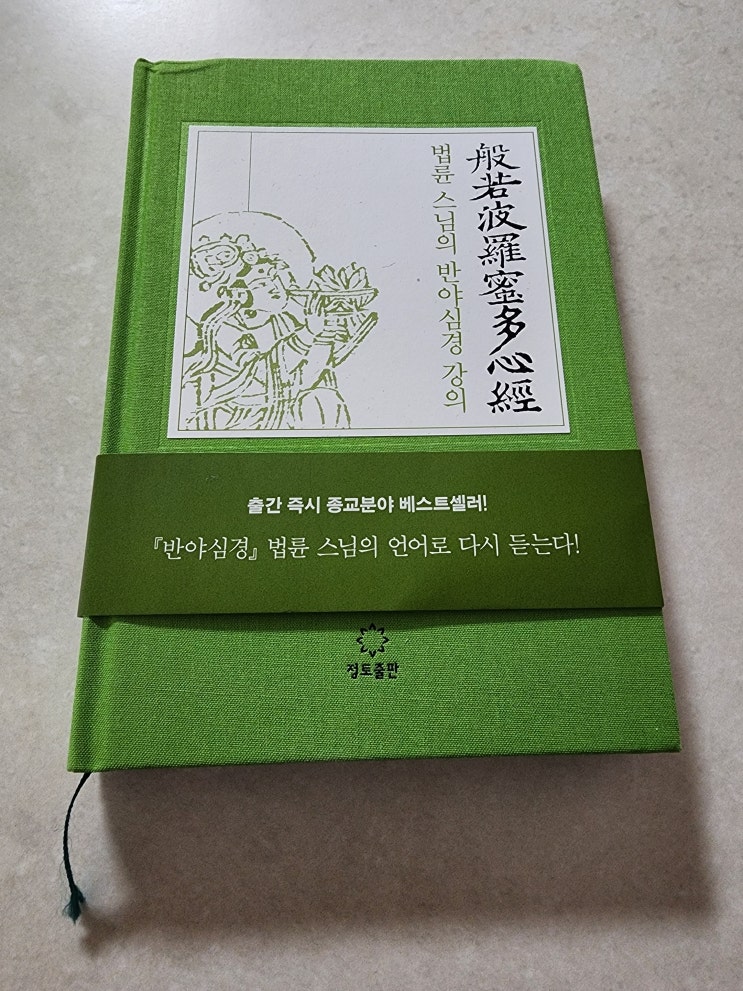 般若波羅蜜多心經
법륜 스님의 반야심경 강의
출간 즉시 종교분야 베스트셀러!
『반야심경』 법륜 스님의 언어로 다시 듣는다!
정토출판